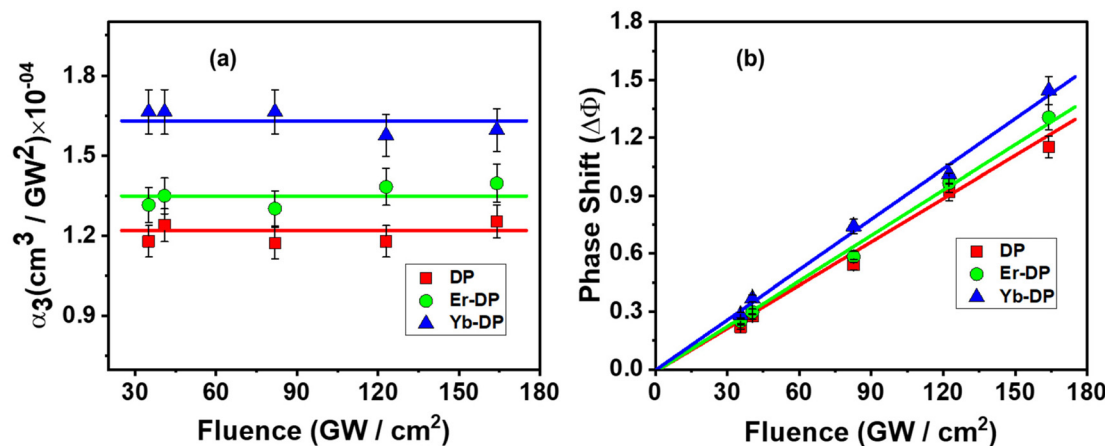 (a)
α3(cm3 / GW2)×10-04
1.8
1.5
1.2
0.9
DP
Er-DP
Yb-DP
30 60 90 120 150 180
Fluence (GW / cm2)
(b)
Phase Shift (ΔΦ)
1.8
1.5
1.2
0.9
0.6
0.3
0.0
DP
Er-DP
Yb-DP
0 30 60 90 120 150 180
Fluence (GW / cm2)